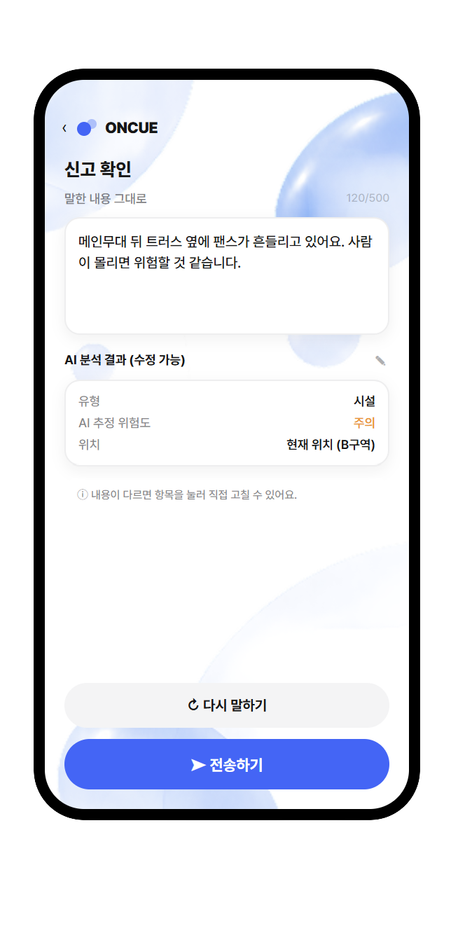 ONCUE
신고 확인
말한 내용 그대로 120/500
메인무대 뒤 트러스 옆에 팬스가 흔들리고 있어요. 사람
이 몰리면 위험할 것 같습니다.
AI 분석 결과 (수정 가능)
유형 시설
AI 추정 위험도 주의
위치 현재 위치 (B구역)
내용이 다르면 항목을 눌러 직접 고칠 수 있어요.
다시 말하기
전송하기